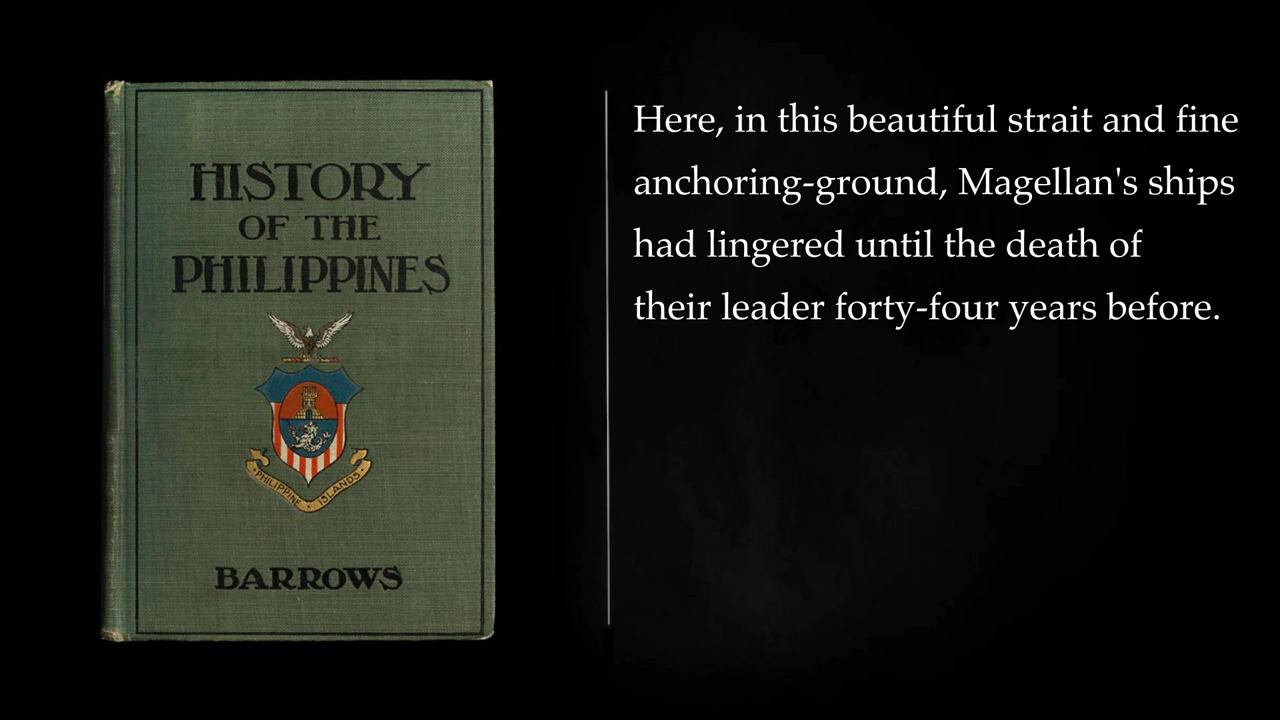 HISTORY
OF THE
PHILIPPINES
PHILIPPINE ISLANDS
BARROWS
Here, in this beautiful strait and fine
anchoring-ground, Magellan's ships
had lingered until the death of
their leader forty-four years before.